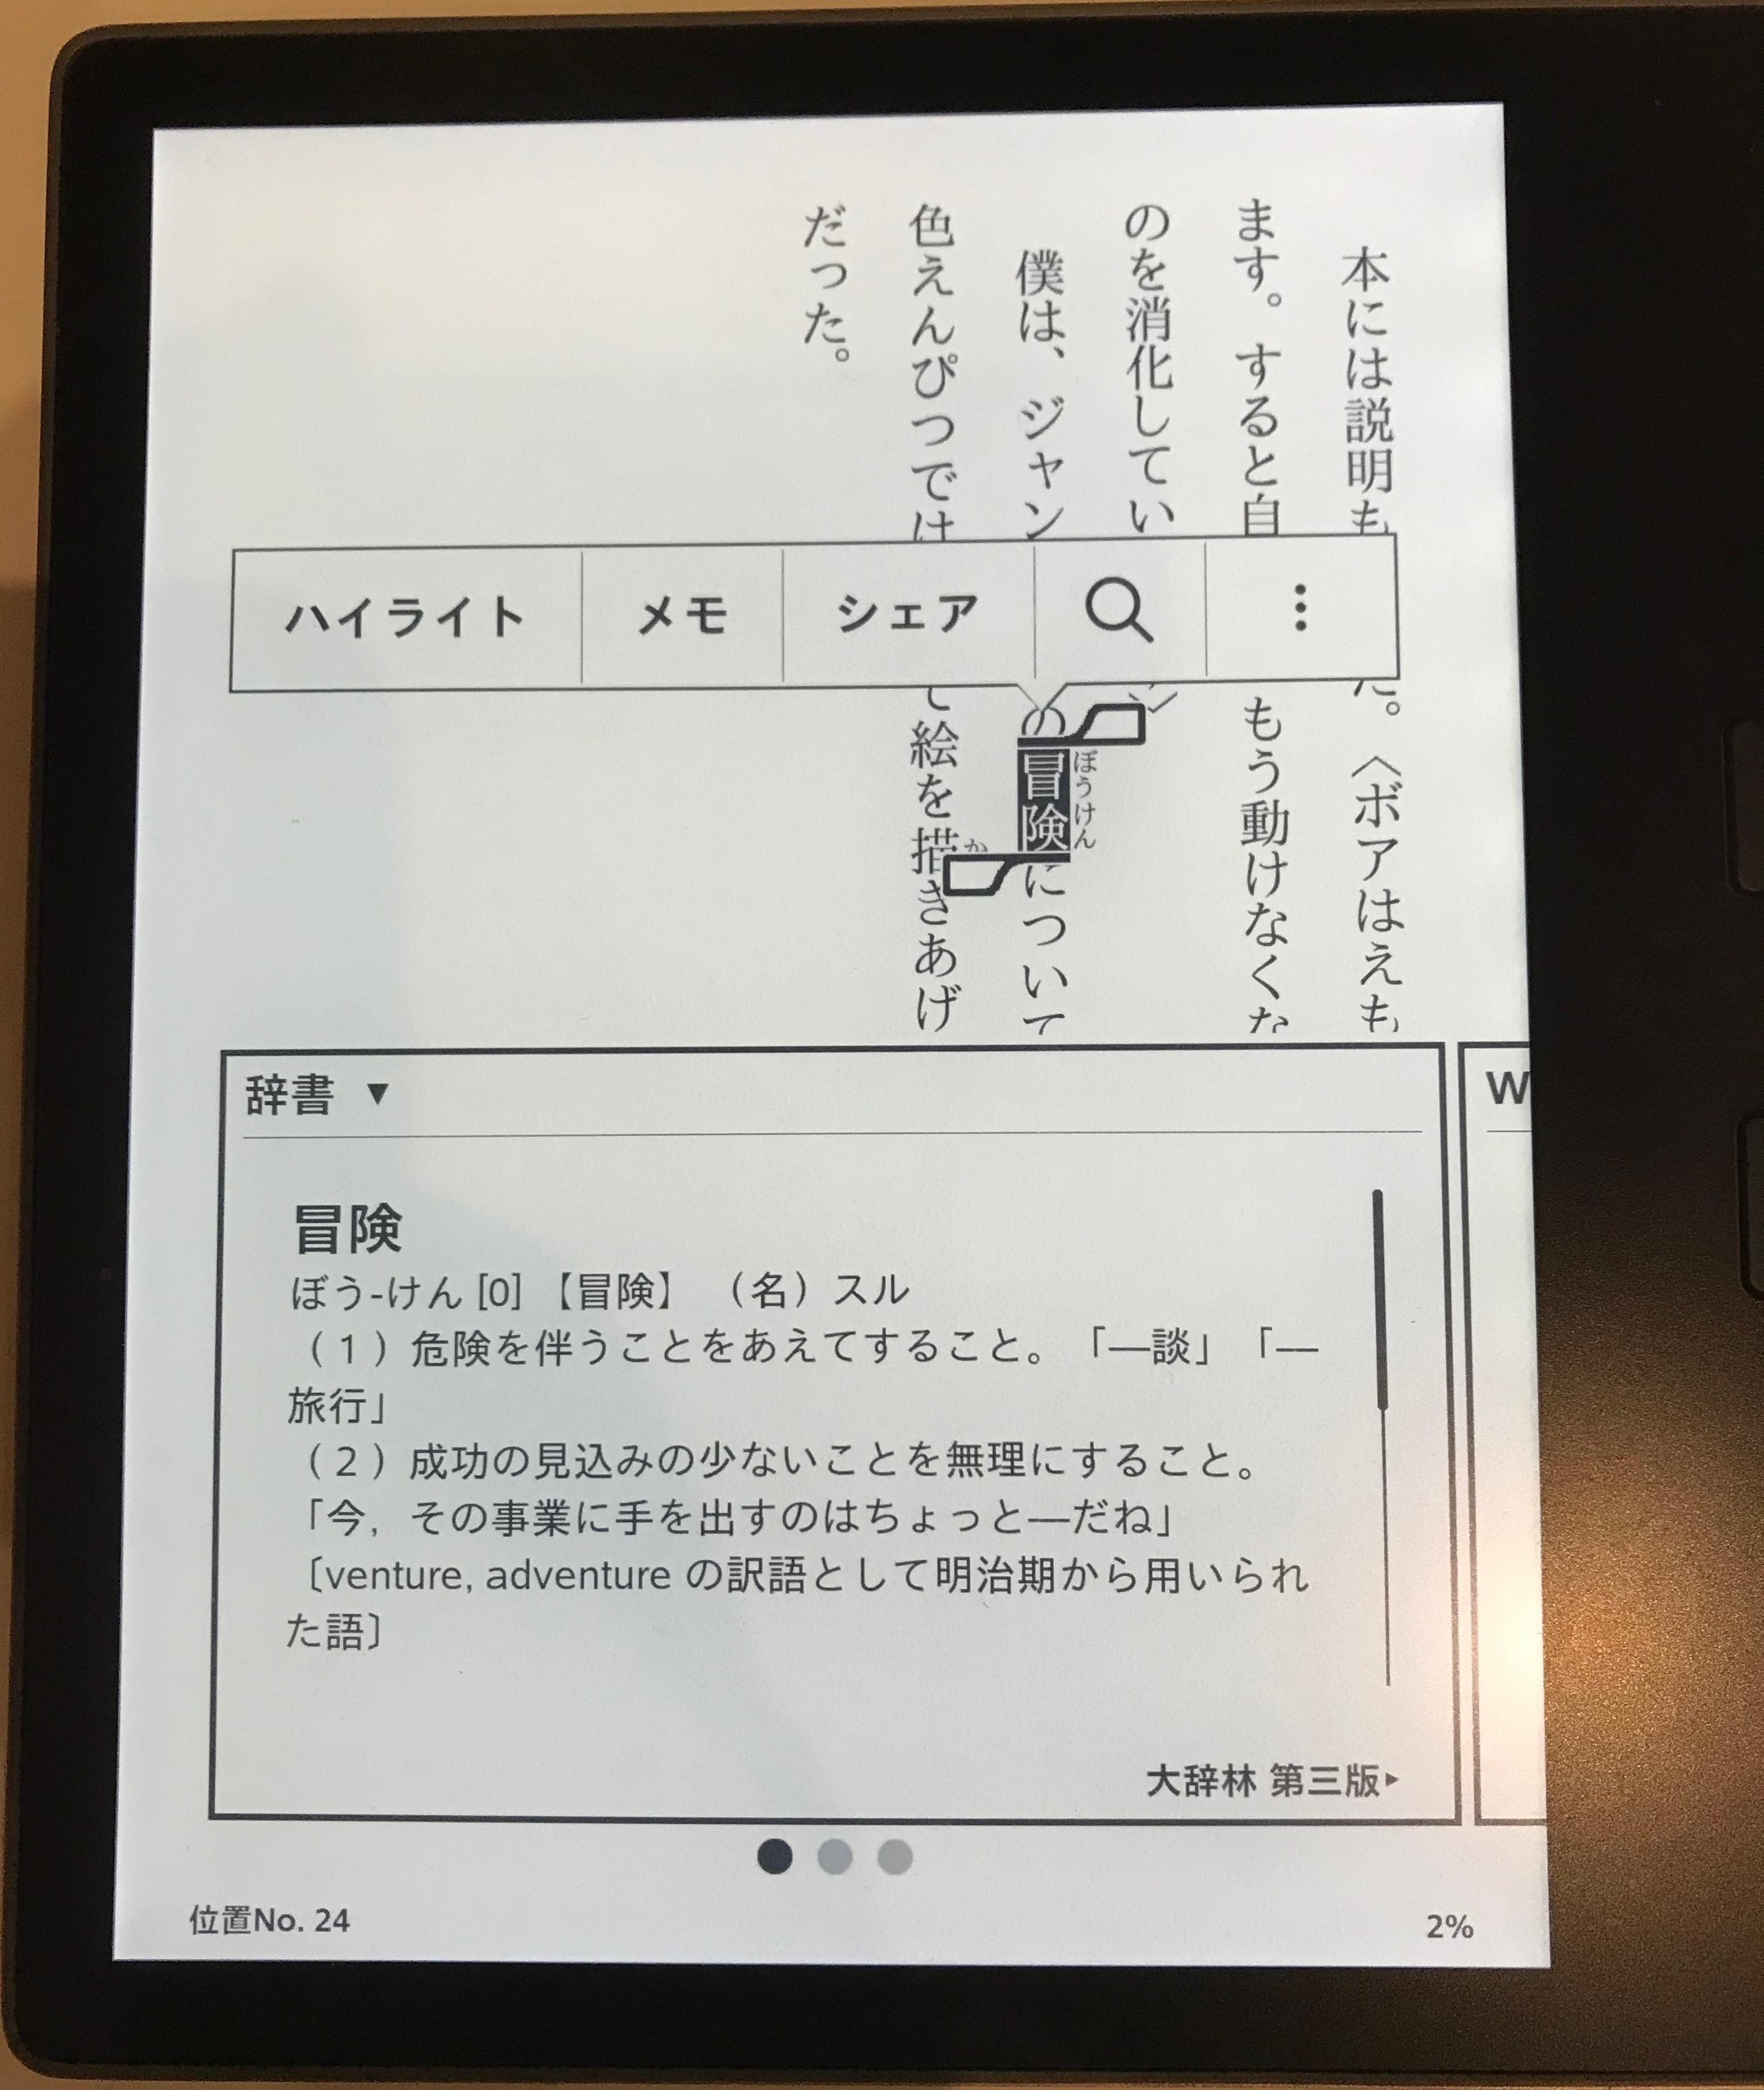 本には説明も
た。〈ボアはえも
ます。すると自
もう動けなくな
のを消化してい
僕は、ジャン
の冒険について
ぼうけん
色えんぴつでは
て絵を描きあげ
か
だった。
ハイライト メモ シェア
辞書 ▼
W
冒険
ぼう-けん [0] 【冒険】 （名）スル
（1）危険を伴うことをあえてすること。「―談」「―
旅行」
（2）成功の見込みの少ないことを無理にすること。
「今，その事業に手を出すのはちょっと―だね」
〔venture, adventure の訳語として明治期から用いられ
た語〕
大辞林 第三版▸
位置No. 24
2%